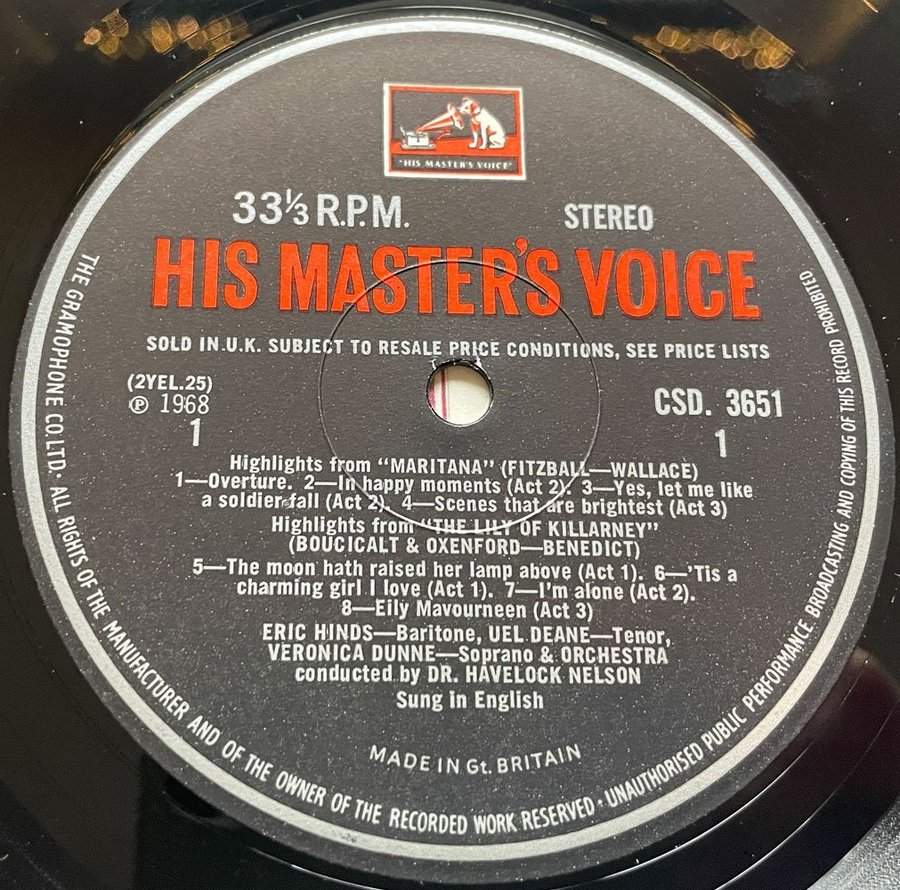 "HIS MASTER'S VOICE"
33⅓ R.P.M. STEREO
HIS MASTER'S VOICE
SOLD IN U.K. SUBJECT TO RESALE PRICE CONDITIONS, SEE PRICE LISTS
(2YEL.25)
℗ 1968 CSD. 3651
1 1
Highlights from "MARITANA" (FITZBALL—WALLACE)
1—Overture. 2—In happy moments (Act 2). 3—Yes, let me like
a soldier fall (Act 2). 4—Scenes that are brightest (Act 3)
Highlights from "THE LILY OF KILLARNEY"
(BOUCICALT & OXENFORD—BENEDICT)
5—The moon hath raised her lamp above (Act 1). 6—'Tis a
charming girl I love (Act 1). 7—I'm alone (Act 2).
8—Eily Mavourneen (Act 3)
ERIC HINDS—Baritone, UEL DEANE—Tenor,
VERONICA DUNNE—Soprano & ORCHESTRA
conducted by DR. HAVELOCK NELSON
Sung in English
MADE IN Gt. BRITAIN
THE GRAMOPHONE CO. LTD. · ALL RIGHTS OF THE MANUFACTURER AND OF THE OWNER OF THE RECORDED WORK RESERVED · UNAUTHORISED PUBLIC PERFORMANCE BROADCASTING AND COPYING OF THIS RECORD PROHIBITED